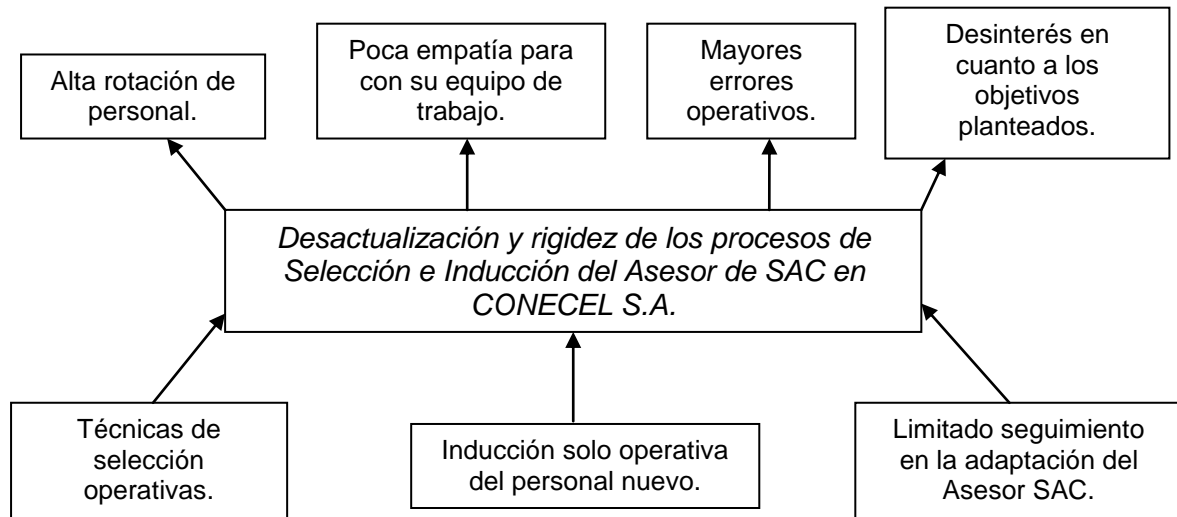 Alta rotación de
personal.
Poca empatía para
con su equipo de
trabajo.
Mayores
errores
operativos.
Desinterés en
cuanto a los
objetivos
planteados.
Desactualización y rigidez de los procesos de
Selección e Inducción del Asesor de SAC en
CONECEL S.A.
Técnicas de
selección
operativas.
Inducción solo operativa
del personal nuevo.
Limitado seguimiento
en la adaptación del
Asesor SAC.